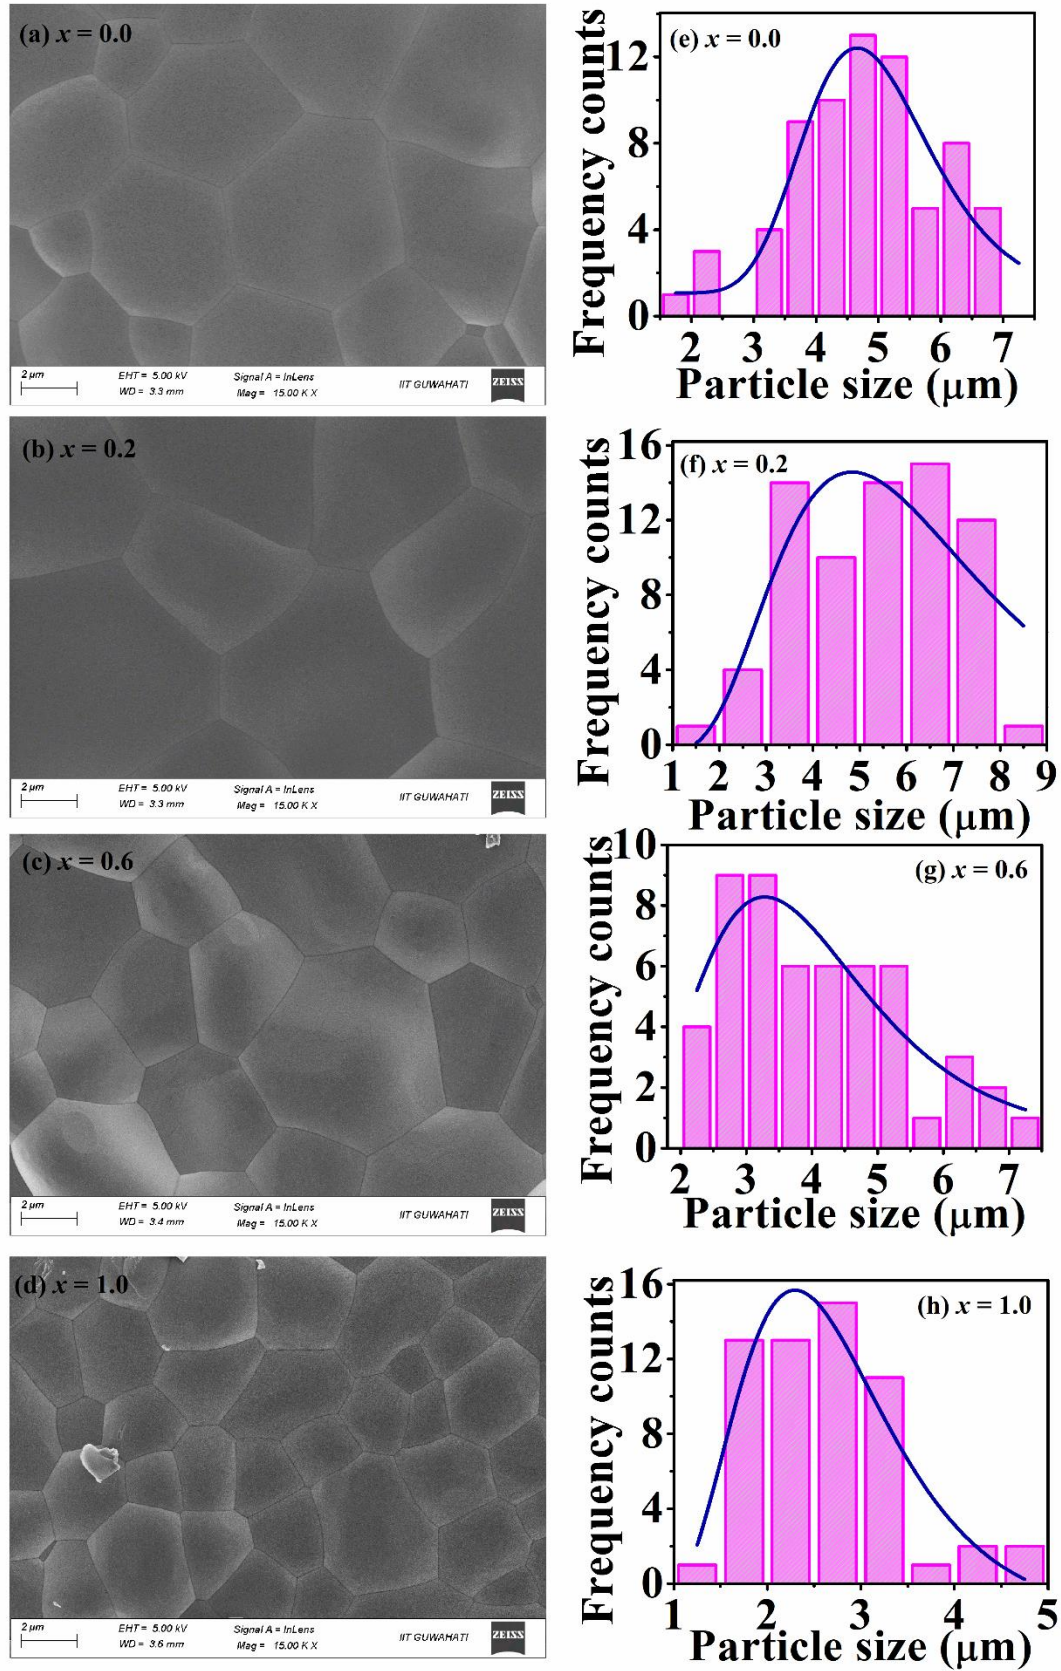 (a) x = 0.0
2 µm
EHT = 5.00 kV
WD = 3.3 mm
Signal A = InLens
Mag = 15.00 K X
IIT GUWAHATI
ZEISS
(e) x = 0.0
Frequency counts
12
8
4
0
2 3 4 5 6 7
Particle size (μm)
(b) x = 0.2
2 µm
EHT = 5.00 kV
WD = 3.3 mm
Signal A = InLens
Mag = 15.00 K X
IIT GUWAHATI
ZEISS
(f) x = 0.2
Frequency counts
16
12
8
4
0
1 2 3 4 5 6 7 8 9
Particle size (μm)
(c) x = 0.6
2 µm
EHT = 5.00 kV
WD = 3.4 mm
Signal A = InLens
Mag = 15.00 K X
IIT GUWAHATI
ZEISS
(g) x = 0.6
Frequency counts
10
8
6
4
2
0
2 3 4 5 6 7
Particle size (μm)
(d) x = 1.0
2 µm
EHT = 5.00 kV
WD = 3.6 mm
Signal A = InLens
Mag = 15.00 K X
IIT GUWAHATI
ZEISS
(h) x = 1.0
Frequency counts
16
12
8
4
0
1 2 3 4 5
Particle size (μm)